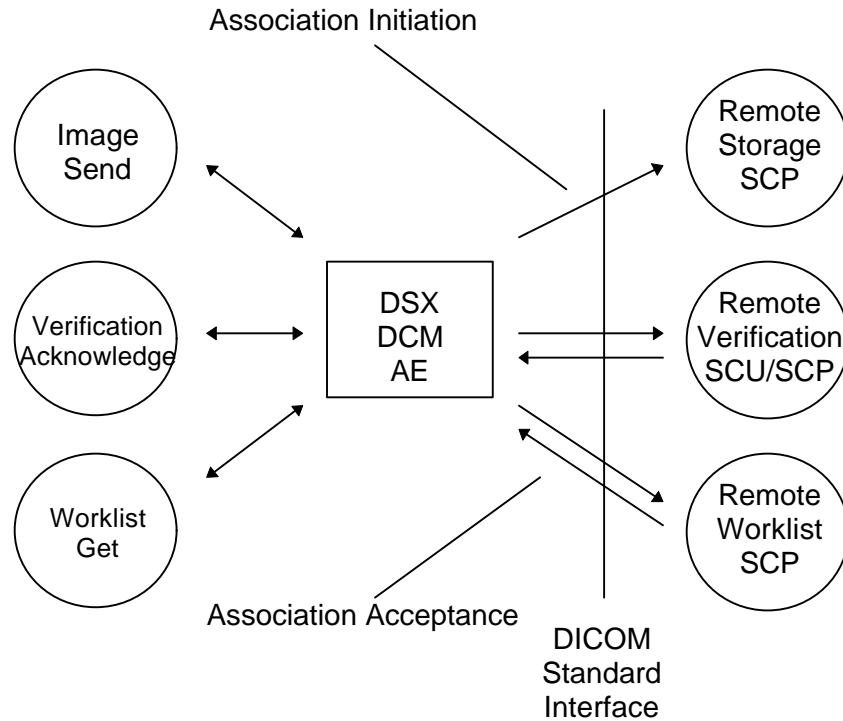 Association Initiation
Image
Send
Remote
Storage
SCP
Verification
Acknowledge
DSX
DCM
AE
Remote
Verification
SCU/SCP
Worklist
Get
Remote
Worklist
SCP
Association Acceptance
DICOM
Standard
Interface